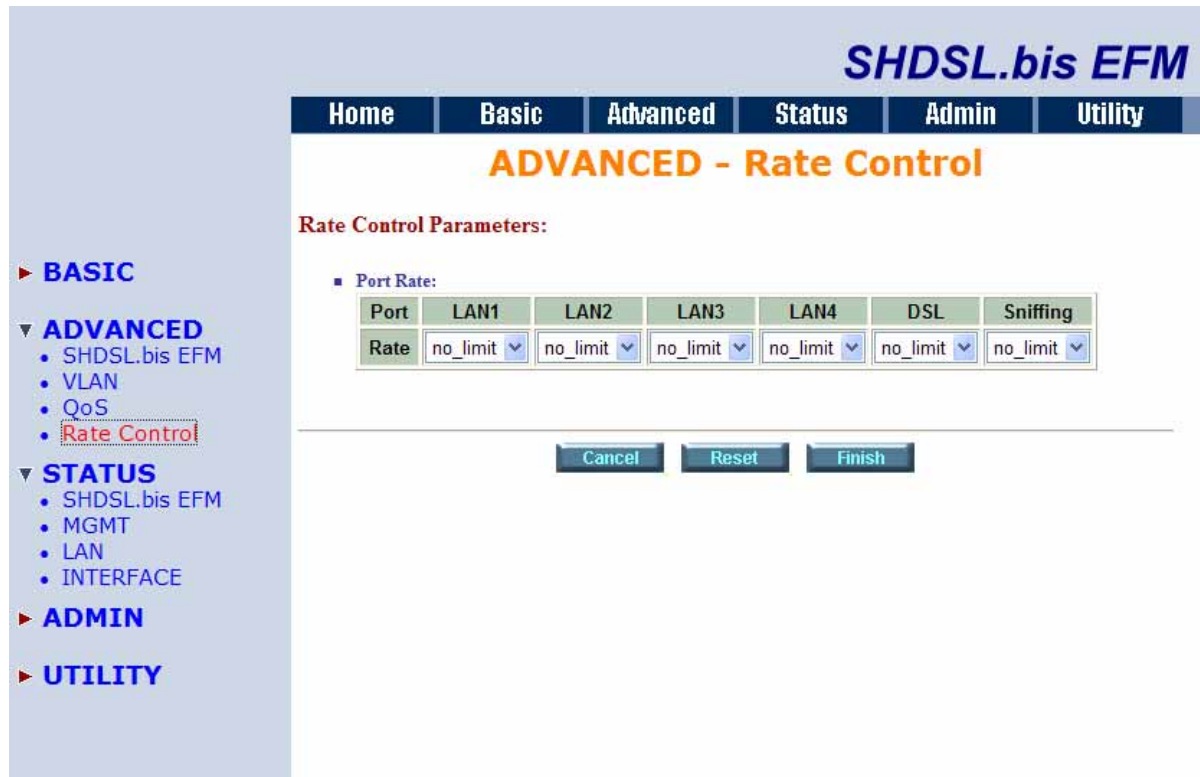 SHDSL.bis EFM
Home Basic Advanced Status Admin Utility
ADVANCED - Rate Control
Rate Control Parameters:
Port Rate:
Port LAN1 LAN2 LAN3 LAN4 DSL Sniffing
Rate no_limit no_limit no_limit no_limit no_limit no_limit
Cancel Reset Finish
BASIC
ADVANCED
SHDSL.bis EFM
VLAN
QoS
Rate Control
STATUS
SHDSL.bis EFM
MGMT
LAN
INTERFACE
ADMIN
UTILITY